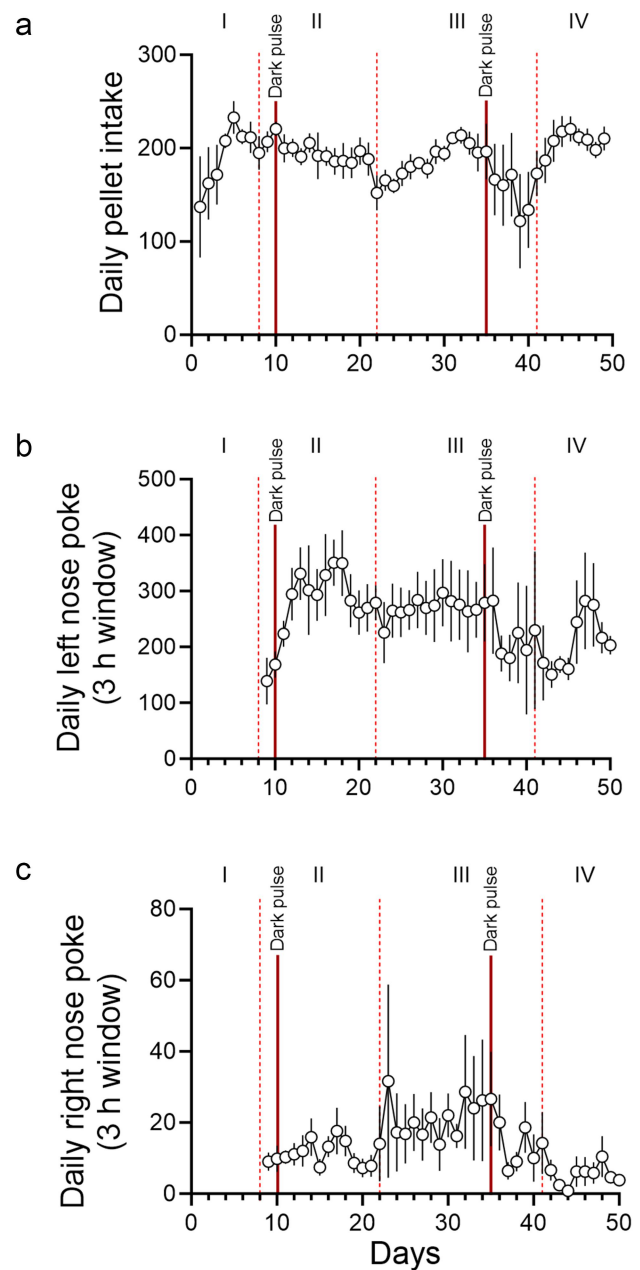 a
I II III IV
Dark pulse Dark pulse
Daily pellet intake
300
200
100
0
0 10 20 30 40 50
b
I II III IV
Dark pulse Dark pulse
Daily left nose poke
(3 h window)
500
400
300
200
100
0
0 10 20 30 40 50
c
I II III IV
Dark pulse Dark pulse
Daily right nose poke
(3 h window)
80
60
40
20
0
0 10 20 30 40 50
Days